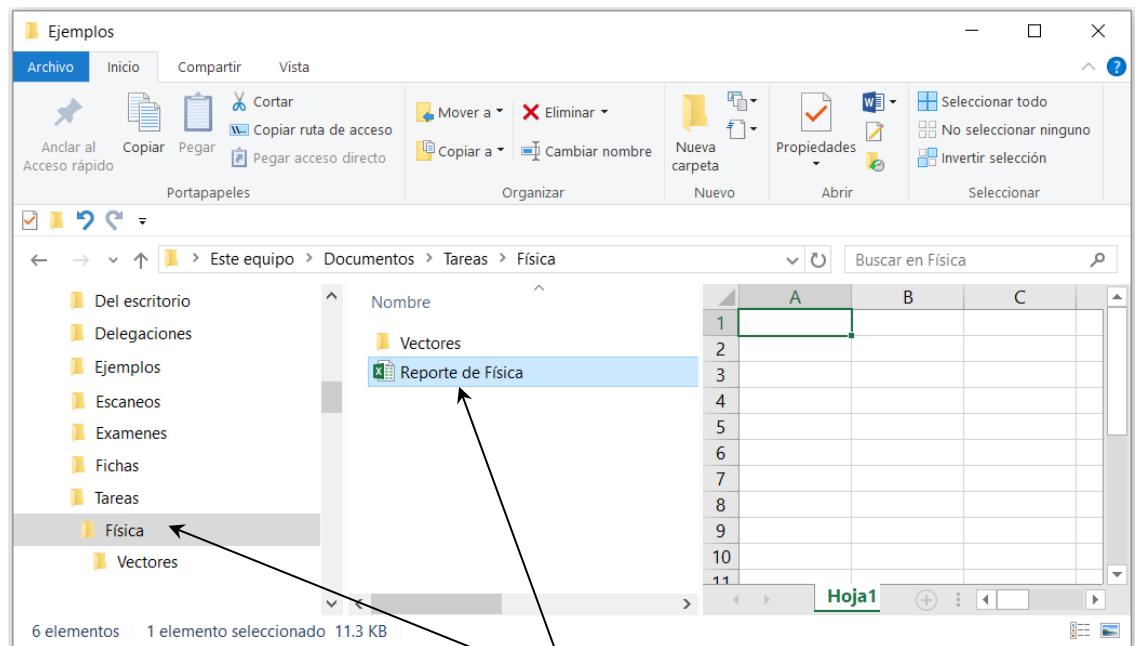 Ejemplos
Archivo Inicio Compartir Vista
Anclar al
Acceso rápido
Copiar
Pegar
Cortar
Copiar ruta de acceso
Pegar acceso directo
Portapapeles
Mover a
Copiar a
Eliminar
Cambiar nombre
Organizar
Nueva
carpeta
Nuevo
Propiedades
Abrir
Seleccionar todo
No seleccionar ninguno
Invertir selección
Seleccionar
Este equipo > Documentos > Tareas > Física
Buscar en Física
Del escritorio
Delegaciones
Ejemplos
Escaneos
Examenes
Fichas
Tareas
Física
Vectores
Nombre
Vectores
Reporte de Física
A B C
1
2
3
4
5
6
7
8
9
10
11
Hoja1
6 elementos 1 elemento seleccionado 11.3 KB